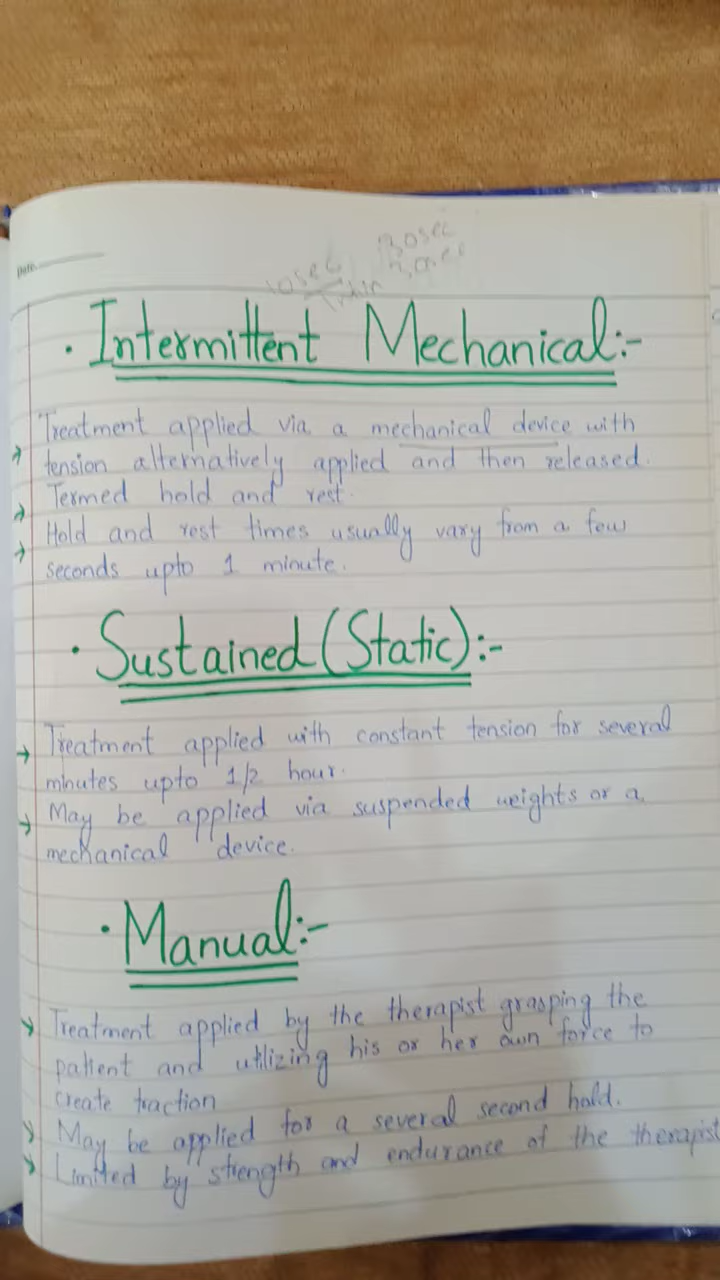 Date.
10sec
30sec
• Intermittent Mechanical:-
→ Treatment applied via a mechanical device with
tension alternatively applied and then released.
→ Termed hold and rest.
→ Hold and rest times usually vary from a few
seconds upto 1 minute.
• Sustained (Static):-
→ Treatment applied with constant tension for several
minutes upto 1/2 hour.
→ May be applied via suspended weights or a
mechanical device.
• Manual:-
→ Treatment applied by the therapist grasping the
patient and utilizing his or her own force to
create traction
→ May be applied for a several second hold.
→ Limited by strength and endurance of the therapist